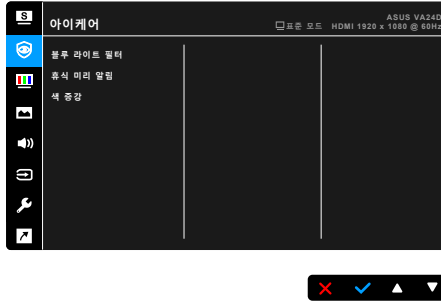 S
아이케어
ASUS VA24D
표준 모드 HDMI 1920 x 1080 @ 60Hz
블루 라이트 필터
휴식 미리 알림
색 증강